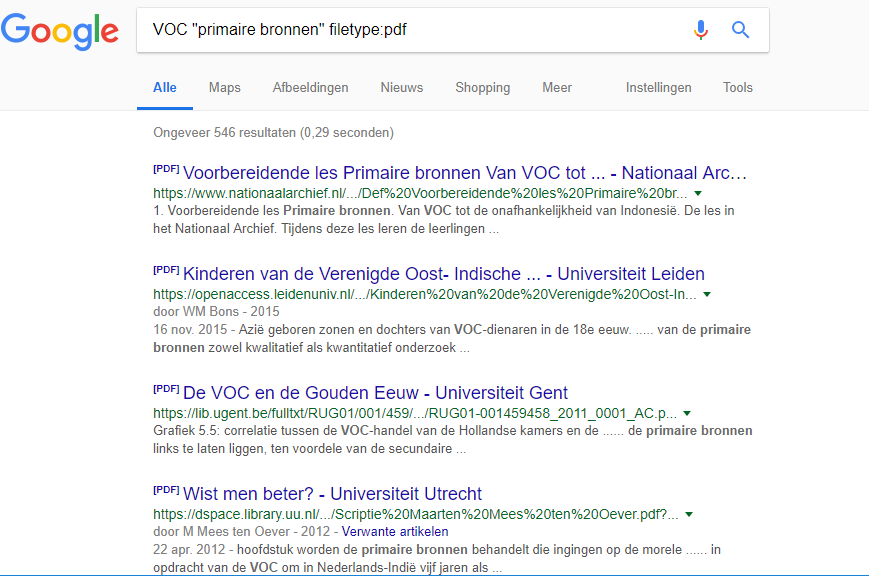 Google
VOC "primaire bronnen" filetype:pdf
Alle Maps Afbeeldingen Nieuws Shopping Meer Instellingen Tools
Ongeveer 546 resultaten (0,29 seconden)
[PDF] Voorbereidende les Primaire bronnen Van VOC tot ... - Nationaal Arc…
https://www.nationaalarchief.nl/.../Def%20Voorbereidende%20les%20Primaire%20br...
1. Voorbereidende les Primaire bronnen. Van VOC tot de onafhankelijkheid van Indonesië. De les in
het Nationaal Archief. Tijdens deze les leren de leerlingen ...
[PDF] Kinderen van de Verenigde Oost- Indische ... - Universiteit Leiden
https://openaccess.leidenuniv.nl/.../Kinderen%20van%20de%20Verenigde%20Oost-In...
door WM Bons - 2015
16 nov. 2015 - Azië geboren zonen en dochters van VOC-dienaren in de 18e eeuw. ..... van de primaire
bronnen zowel kwalitatief als kwantitatief onderzoek ...
[PDF] De VOC en de Gouden Eeuw - Universiteit Gent
https://lib.ugent.be/fulltxt/RUG01/001/459/.../RUG01-001459458_2011_0001_AC.p...
Grafiek 5.5: correlatie tussen de VOC-handel van de Hollandse kamers en de ...... de primaire bronnen
links te laten liggen, ten voordele van de secundaire ...
[PDF] Wist men beter? - Universiteit Utrecht
https://dspace.library.uu.nl/.../Scriptie%20Maarten%20Mees%20ten%20Oever.pdf?...
door M Mees ten Oever - 2012 - Verwante artikelen
22 apr. 2012 - hoofdstuk worden de primaire bronnen behandelt die ingingen op de morele ...... in
opdracht van de VOC om in Nederlands-Indië vijf jaren als ...